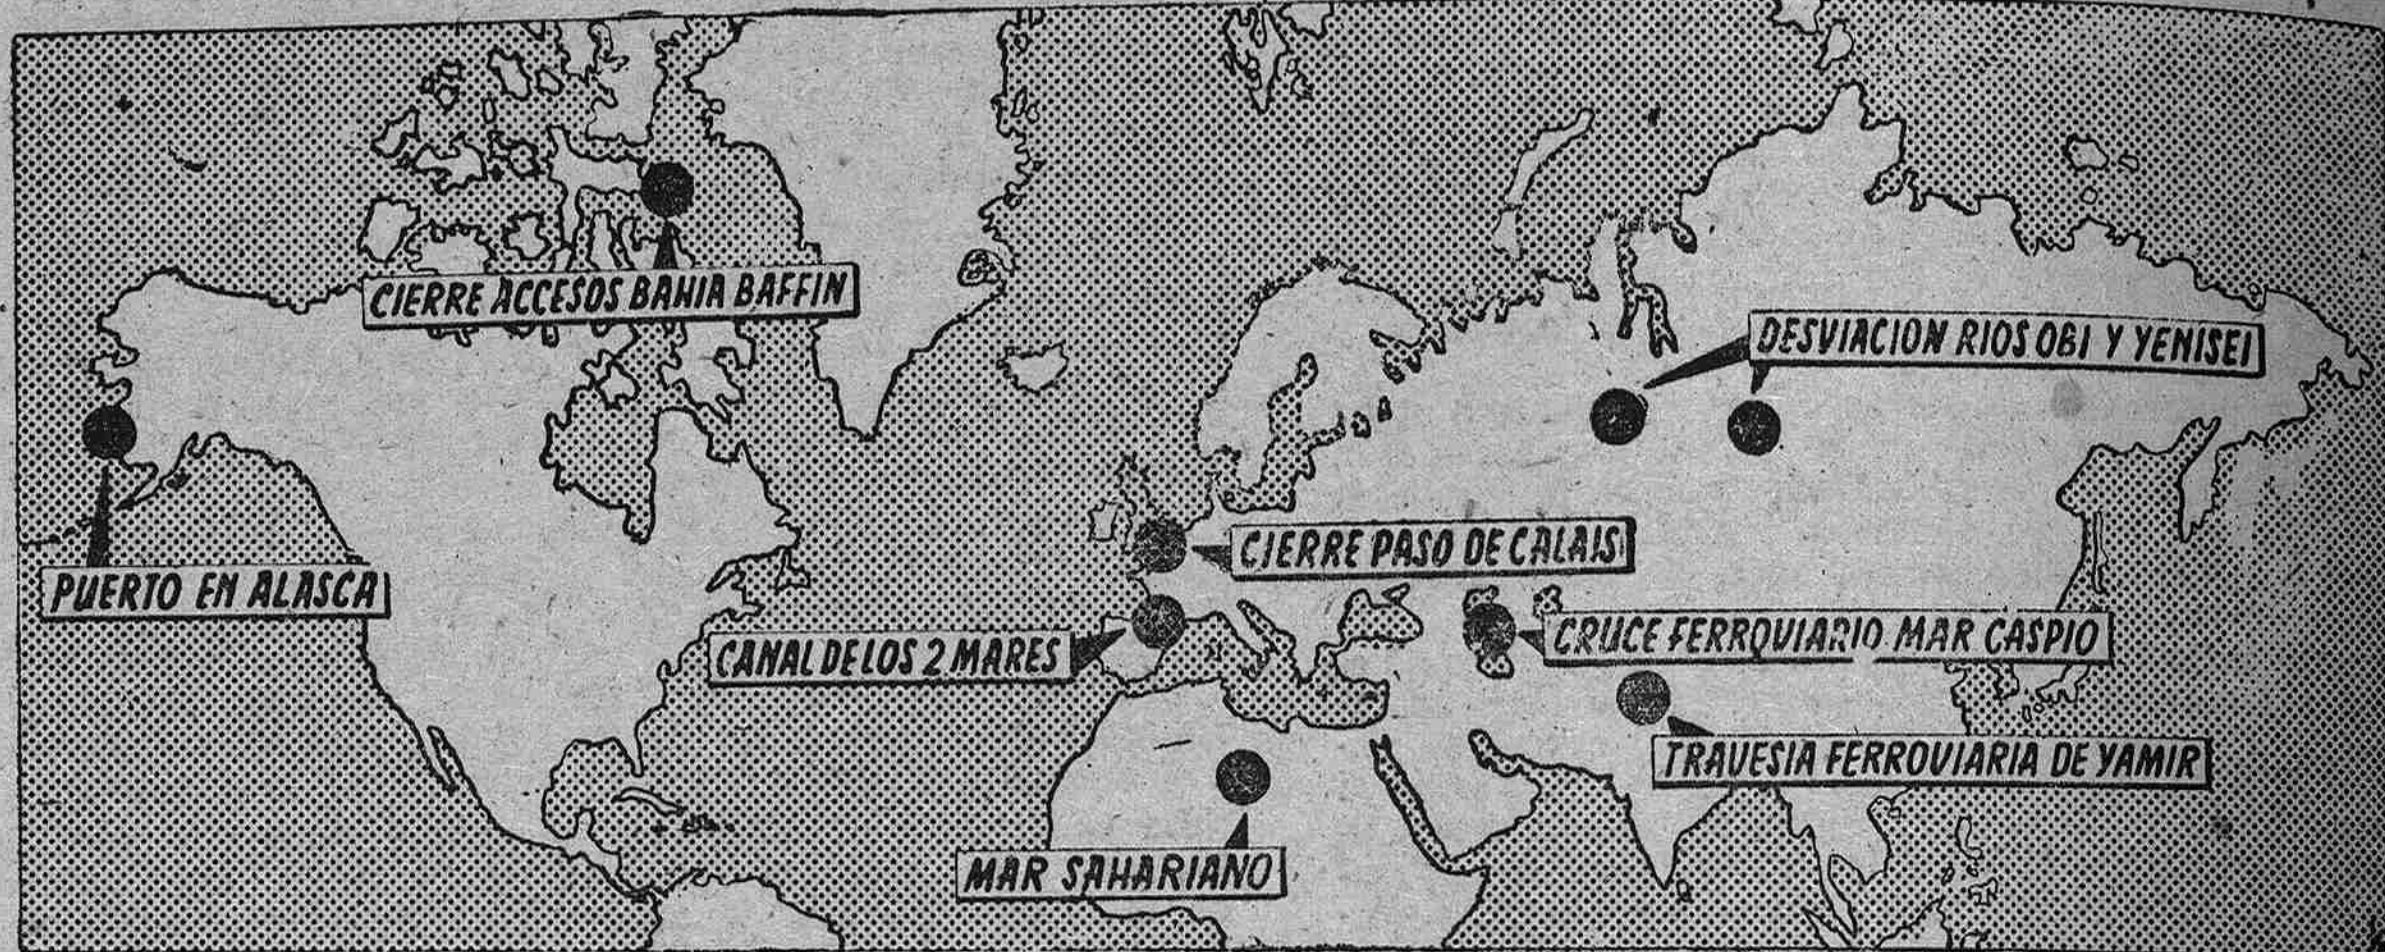 CIERRE ACCESOS BAHIA BAFFIN
DESVIACION RIOS OBI Y YENISEI
CIERRE PASO DE CALAIS
PUERTO EN ALASCA
CANAL DE LOS 2 MARES
CRUCE FERROVIARIO MAR CASPIO
TRAVESIA FERROVIARIA DE YAMIR
MAR SAHARIANO